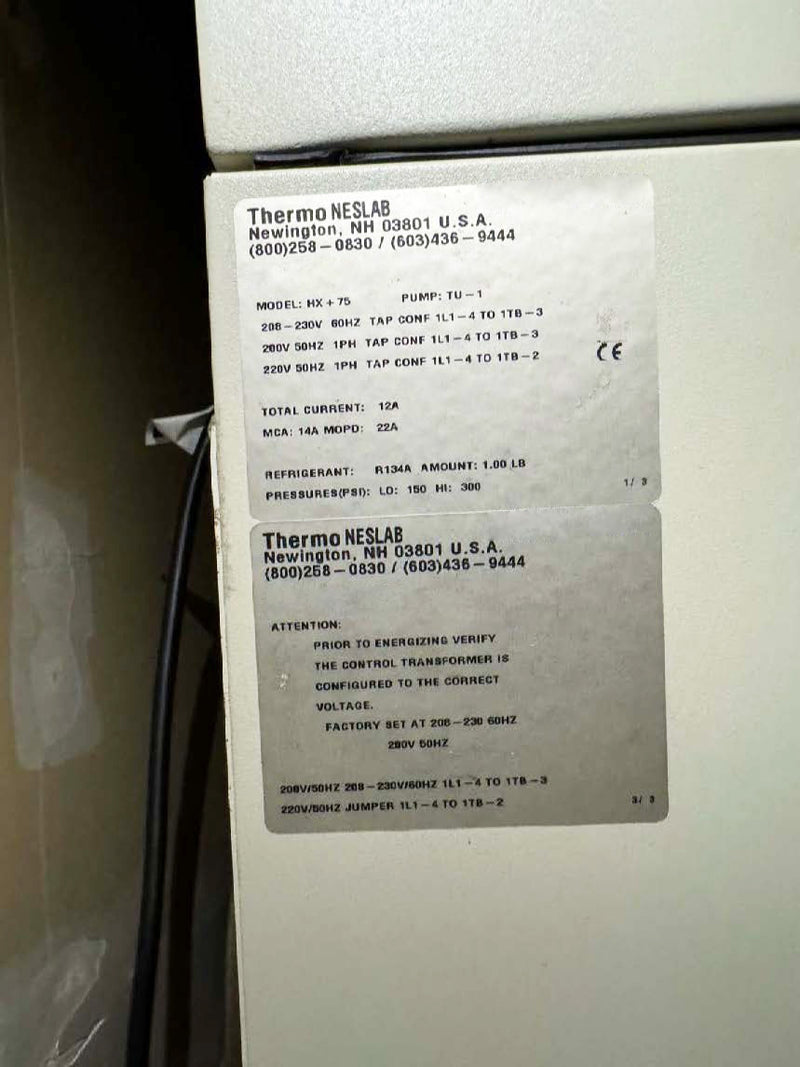 Thermo NESLAB
Newington, NH 03801 U.S.A.
(800)258-0830 / (603)436-9444
MODEL: HX+75 PUMP: TU-1
208-230V 60HZ TAP CONF 1L1-4 TO 1TB-3
200V 50HZ 1PH TAP CONF 1L1-4 TO 1TB-3
220V 50HZ 1PH TAP CONF 1L1-4 TO 1TB-2
CE
TOTAL CURRENT: 12A
MCA: 14A MOPD: 22A
REFRIGERANT: R134A AMOUNT: 1.00 LB
PRESSURES(PSI): LO: 150 HI: 300
1/ 3
Thermo NESLAB
Newington, NH 03801 U.S.A.
(800)258-0830 / (603)436-9444
ATTENTION:
PRIOR TO ENERGIZING VERIFY
THE CONTROL TRANSFORMER IS
CONFIGURED TO THE CORRECT
VOLTAGE.
FACTORY SET AT 208-230 60HZ
200V 50HZ
200V/50HZ 208-230V/60HZ 1L1-4 TO 1TB-3
220V/50HZ JUMPER 1L1-4 TO 1TB-2
3/ 3